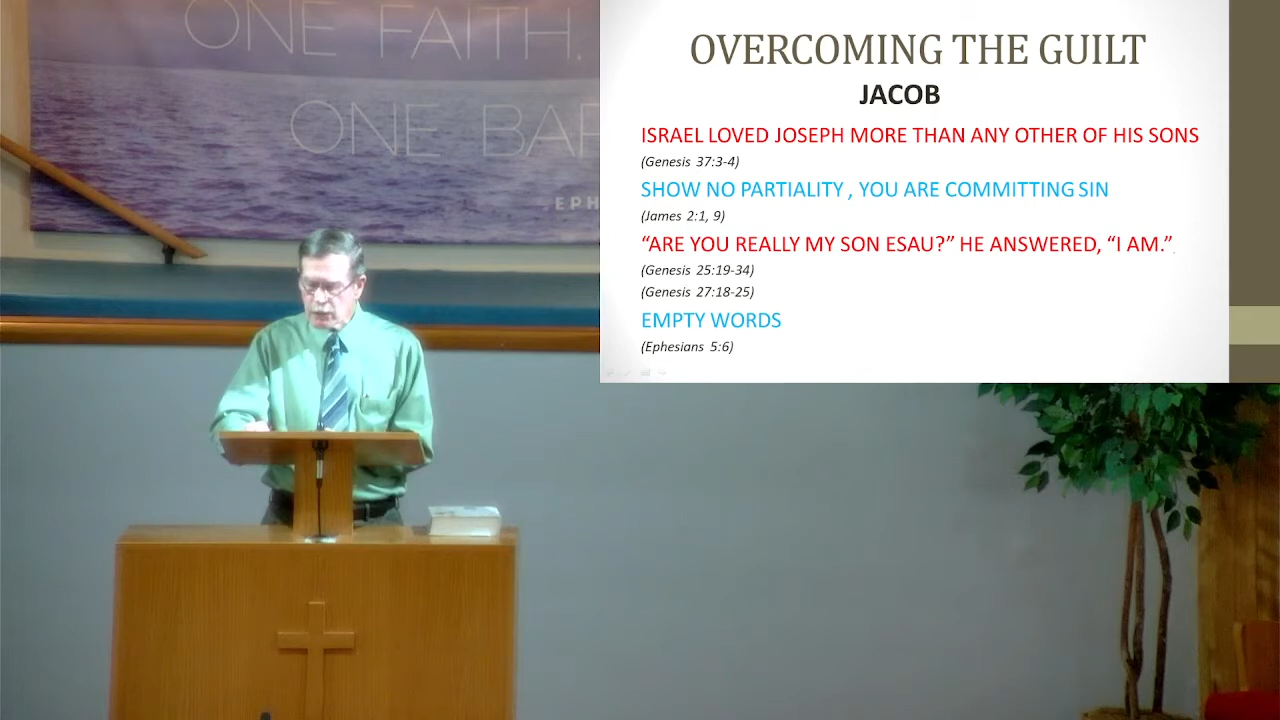 ONE FAITH.
ONE BAP
EPH
OVERCOMING THE GUILT
JACOB
ISRAEL LOVED JOSEPH MORE THAN ANY OTHER OF HIS SONS
(Genesis 37:3-4)
SHOW NO PARTIALITY , YOU ARE COMMITTING SIN
(James 2:1, 9)
“ARE YOU REALLY MY SON ESAU?” HE ANSWERED, “I AM.”
(Genesis 25:19-34)
(Genesis 27:18-25)
EMPTY WORDS
(Ephesians 5:6)